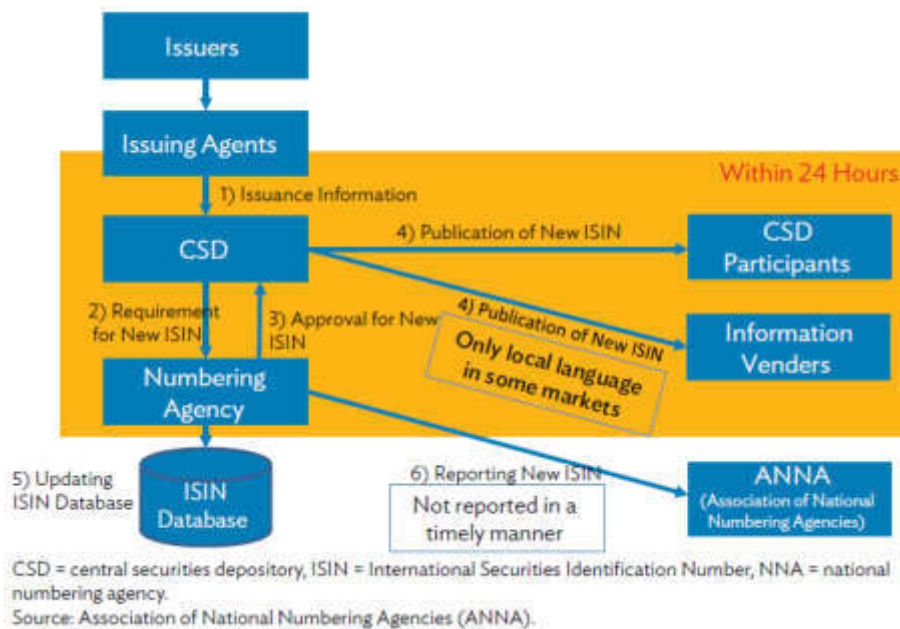 Issuers
Issuing Agents
Within 24 Hours
1) Issuance Information
CSD
4) Publication of New ISIN
CSD
Participants
2) Requirement
for New ISIN
3) Approval for New
ISIN
4) Publication of New ISIN
Only local language
in some markets
Information
Venders
Numbering
Agency
5) Updating
ISIN Database
ISIN
Database
6) Reporting New ISIN
Not reported in a
timely manner
ANNA
(Association of National
Numbering Agencies)
CSD = central securities depository, ISIN = International Securities Identification Number, NNA = national
numbering agency.
Source: Association of National Numbering Agencies (ANNA).